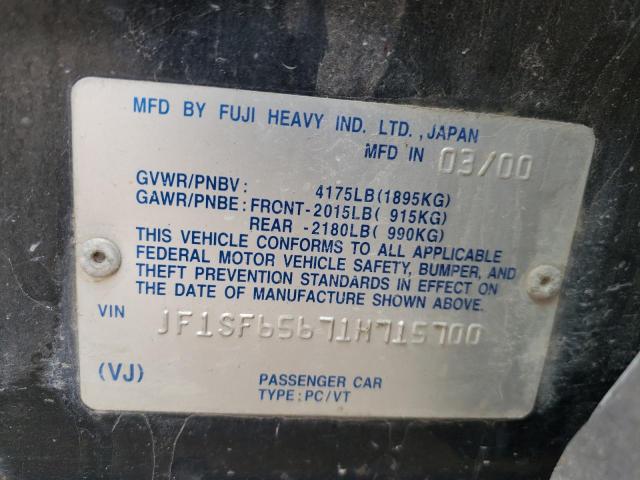 MFD BY FUJI HEAVY IND. LTD., JAPAN
MFD IN 03/00
GVWR/PNBV: 4175LB(1895KG)
GAWR/PNBE: FRONT-2015LB( 915KG)
REAR -2180LB( 990KG)
THIS VEHICLE CONFORMS TO ALL APPLICABLE
FEDERAL MOTOR VEHICLE SAFETY, BUMPER, AND
THEFT PREVENTION STANDARDS IN EFFECT ON
THE DATE OF MANUFACTURE SHOWN ABOVE.
VIN JF1SF65671H715700
(VJ) PASSENGER CAR
TYPE: PC/VT